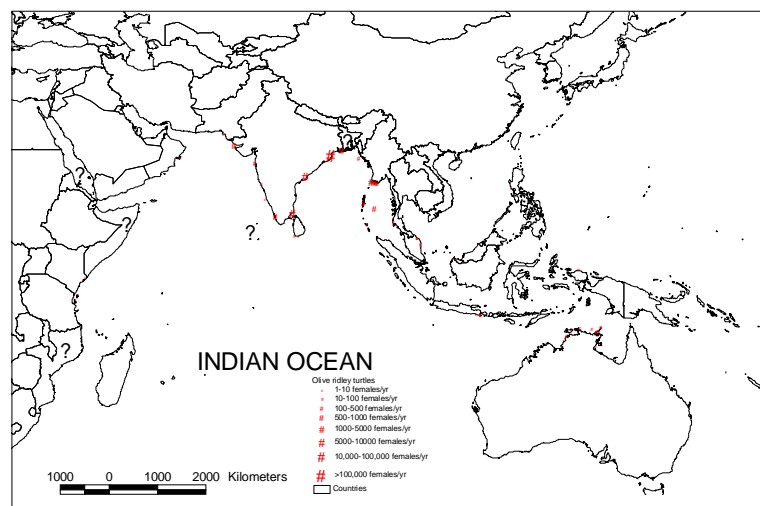 ?
?
?
?
?
INDIAN OCEAN
Olive ridley turtles
# 1-10 females/yr
# 10-100 females/yr
# 100-500 females/yr
# 500-1000 females/yr
# 1000-5000 females/yr
# 5000-10000 females/yr
# 10,000-100,000 females/yr
# >100,000 females/yr
Countries
1000 0 1000 2000 Kilometers